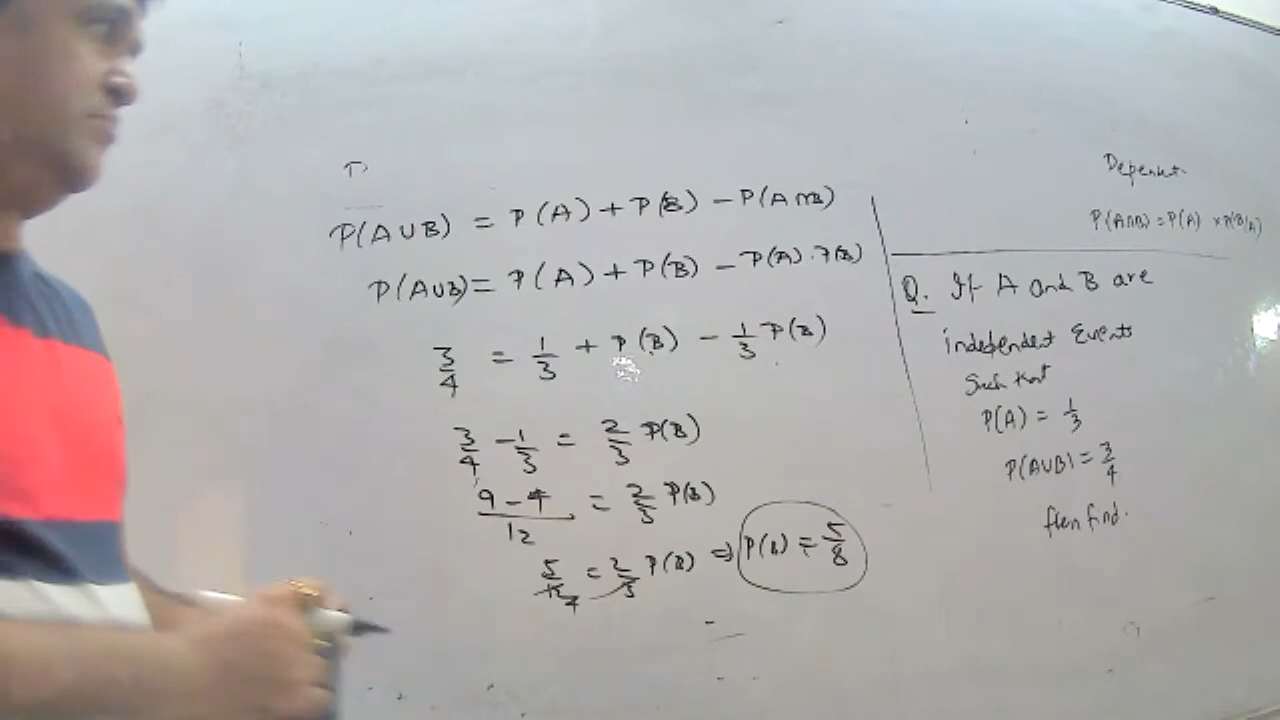 P(A∪B) = P(A) + P(B) − P(A∩B)
P(A∪B) = P(A) + P(B) − P(A) · P(B)
3/4 = 1/3 + P(B) − 1/3 P(B)
3/4 − 1/3 = 2/3 P(B)
9 − 4 / 12 = 2/3 P(B)
5/12 4 = 2/3 P(B) ⇒ P(B) = 5/8
P(A∩B) = P(A) × P(B/A)
Q. If A and B are
independent Events
Such that
P(A) = 1/3
P(A∪B) = 3/4
then find.